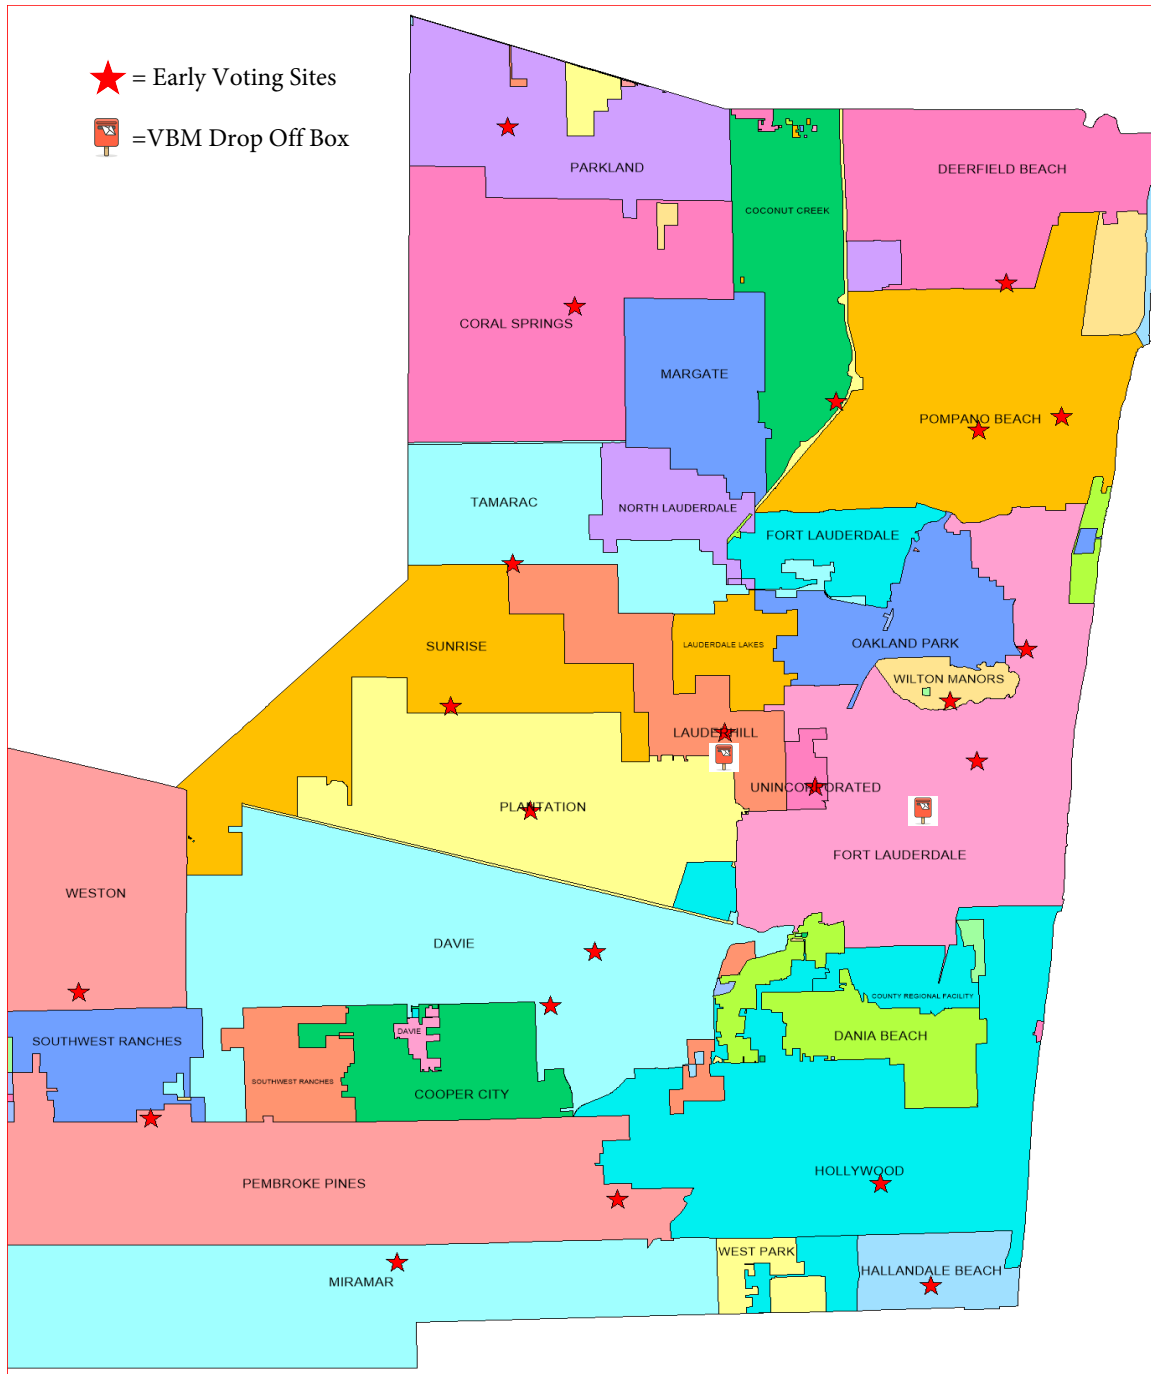 = Early Voting Sites
=VBM Drop Off Box
PARKLAND
DEERFIELD BEACH
COCONUT CREEK
CORAL SPRINGS
MARGATE
POMPANO BEACH
TAMARAC
NORTH LAUDERDALE
FORT LAUDERDALE
SUNRISE
LAUDERDALE LAKES
OAKLAND PARK
WILTON MANORS
LAUDERHILL
UNINCORPORATED
PLANTATION
FORT LAUDERDALE
WESTON
DAVIE
COUNTY REGIONAL FACILITY
DAVIE
SOUTHWEST RANCHES
DANIA BEACH
SOUTHWEST RANCHES
COOPER CITY
HOLLYWOOD
PEMBROKE PINES
WEST PARK
HALLANDALE BEACH
MIRAMAR